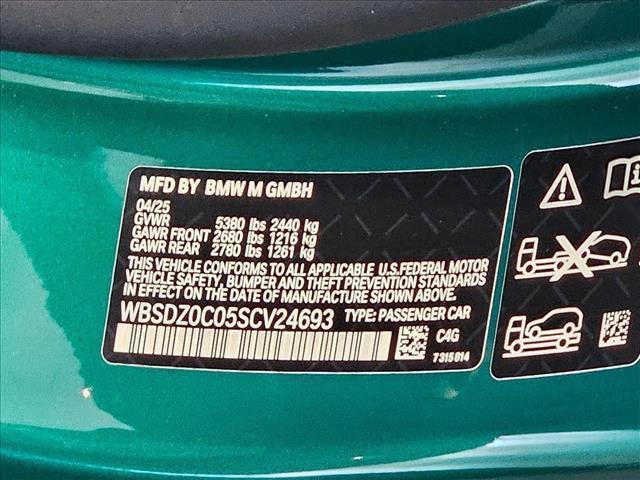 MFD BY BMW M GMBH
04/25
GVWR 5380 lbs 2440 kg
GAWR FRONT 2680 lbs 1216 kg
GAWR REAR 2780 lbs 1261 kg
THIS VEHICLE CONFORMS TO ALL APPLICABLE U.S.FEDERAL MOTOR
VEHICLE SAFETY, BUMPER AND THEFT PREVENTION STANDARDS
IN EFFECT ON THE DATE OF MANUFACTURE SHOWN ABOVE.
WBSDZ0C05SCV24693 TYPE: PASSENGER CAR
C4G
7315014